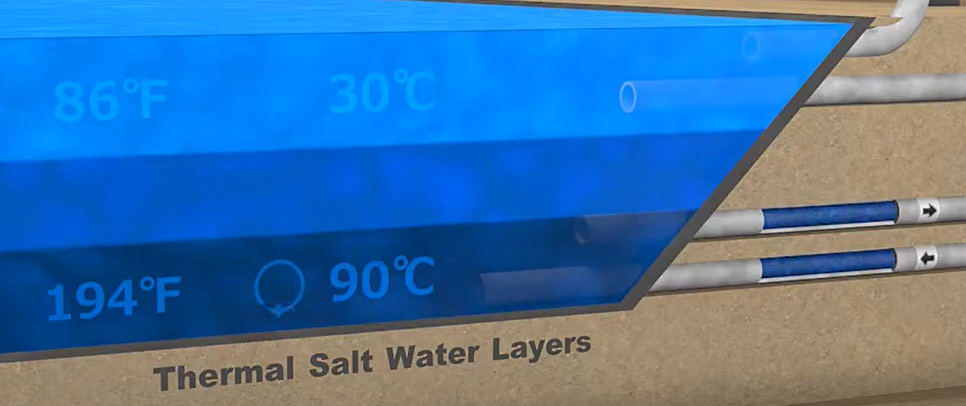 86°F 30°C
194°F 90°C
Thermal Salt Water Layers